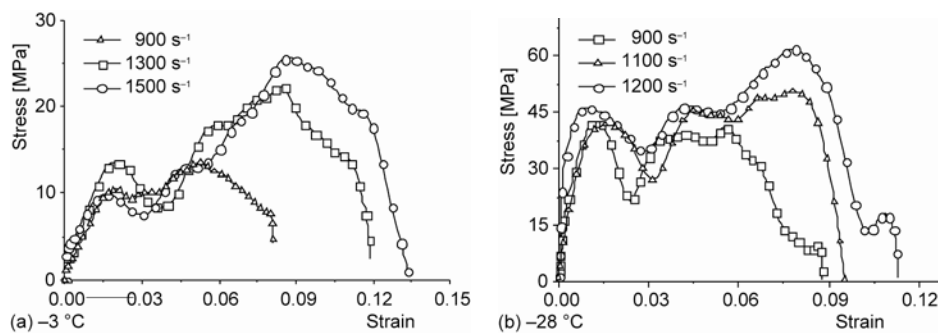 30
20
10
0
Stress [MPa]
900 s⁻¹
1300 s⁻¹
1500 s⁻¹
0.00 0.03 0.06 0.09 0.12 0.15
(a) –3 °C Strain
60
45
30
15
0
Stress [MPa]
900 s⁻¹
1100 s⁻¹
1200 s⁻¹
0.00 0.03 0.06 0.09 0.12
(b) –28 °C Strain